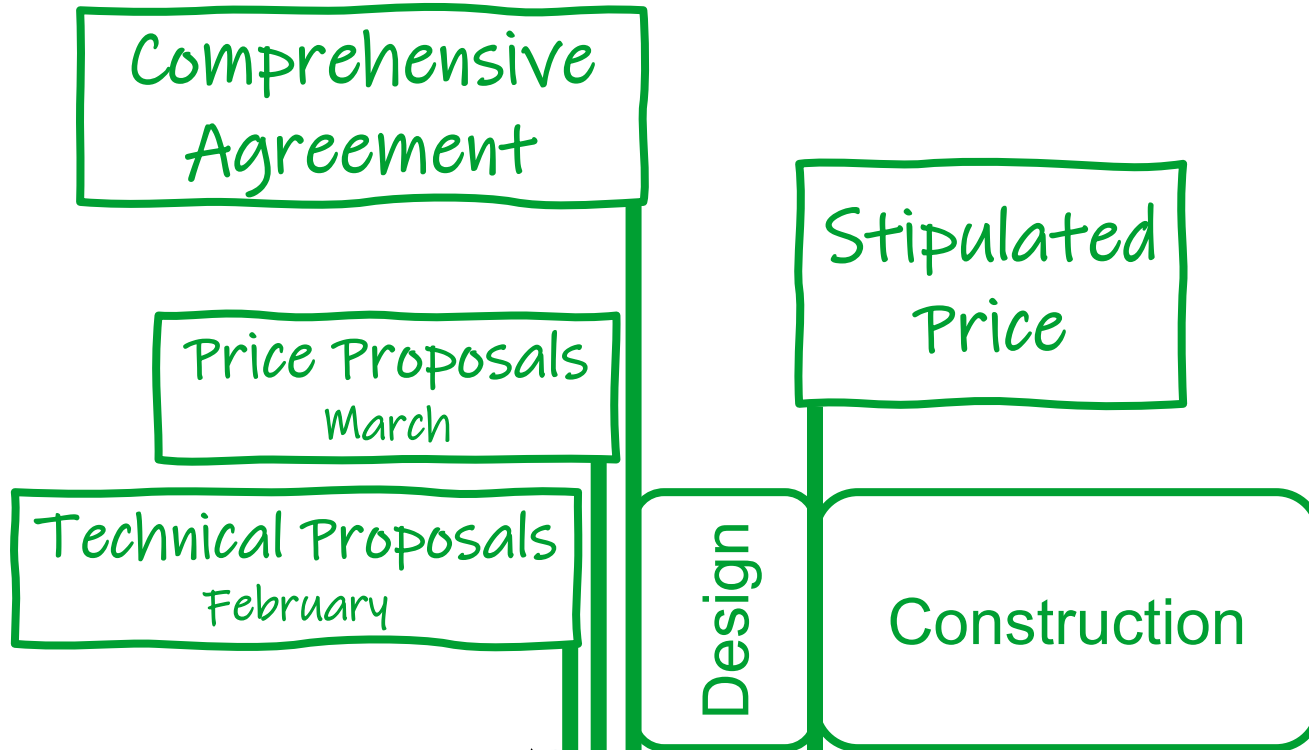 Comprehensive
Agreement
Stipulated
Price
Price Proposals
March
Technical Proposals
February
Design
Construction